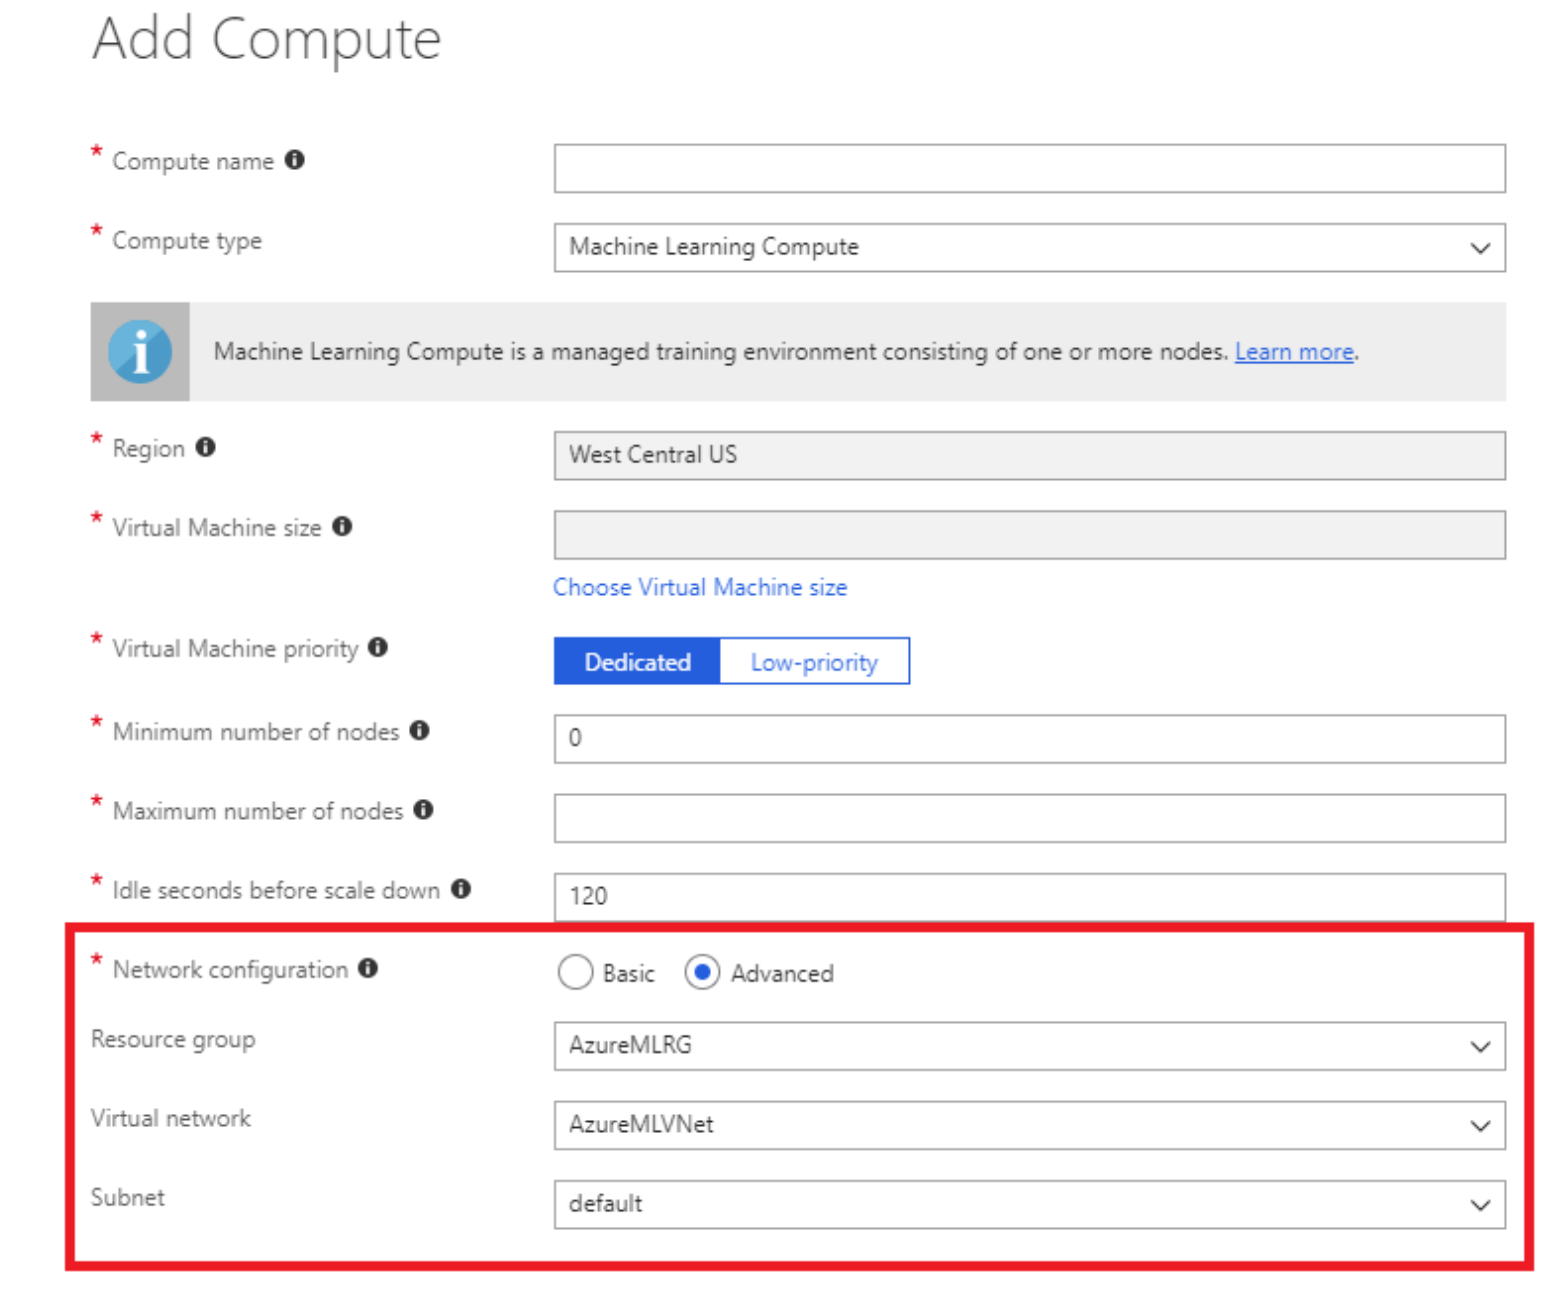 Add Compute
* Compute name
* Compute type
Machine Learning Compute
Machine Learning Compute is a managed training environment consisting of one or more nodes. Learn more.
* Region
West Central US
* Virtual Machine size
Choose Virtual Machine size
* Virtual Machine priority
Dedicated Low-priority
* Minimum number of nodes
0
* Maximum number of nodes
* Idle seconds before scale down
120
* Network configuration
Basic Advanced
Resource group
AzureMLRG
Virtual network
AzureMLVNet
Subnet
default